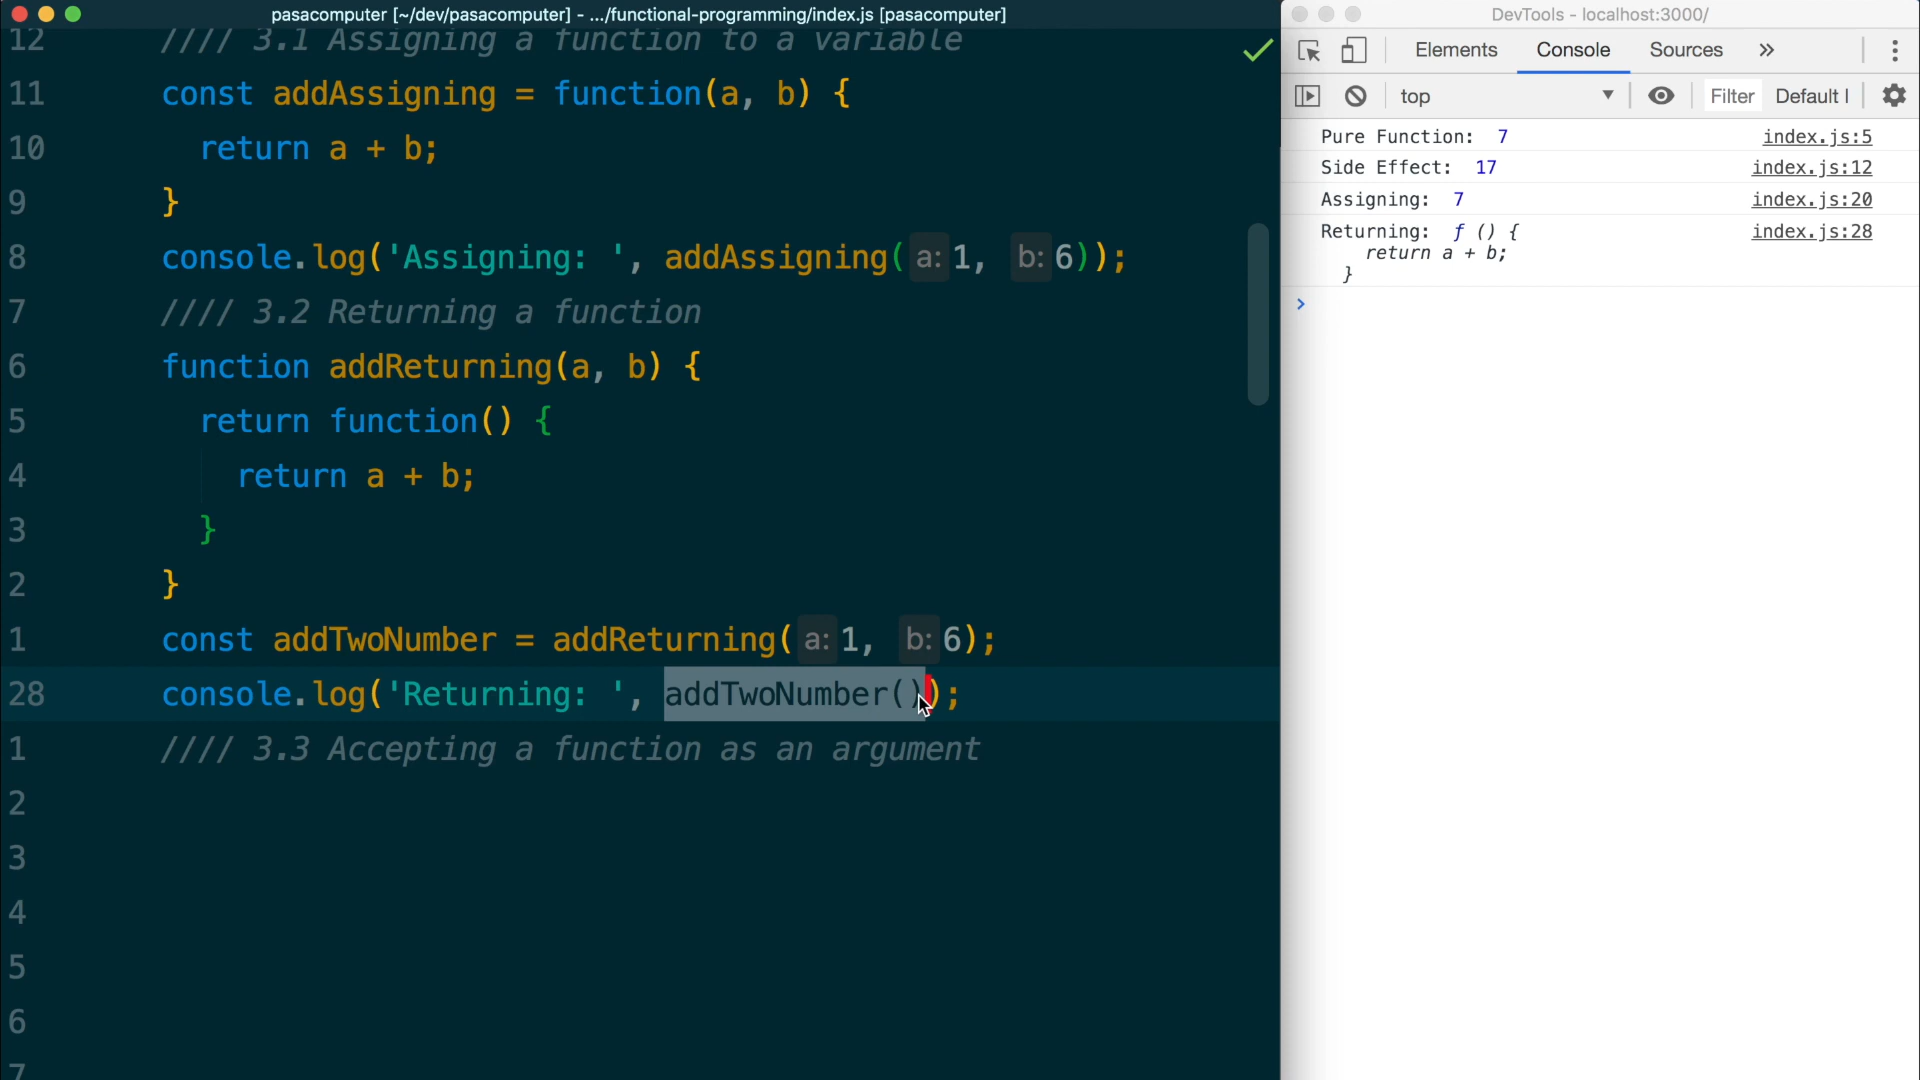 pasacomputer [~/dev/pasacomputer] - .../functional-programming/index.js [pasacomputer]
12 //// 3.1 Assigning a function to a variable
11 const addAssigning = function(a, b) {
10 return a + b;
9 }
8 console.log('Assigning: ', addAssigning( a: 1, b: 6));
7 //// 3.2 Returning a function
6 function addReturning(a, b) {
5 return function() {
4 return a + b;
3 }
2 }
1 const addTwoNumber = addReturning( a: 1, b: 6);
28 console.log('Returning: ', addTwoNumber());
1 //// 3.3 Accepting a function as an argument
2
3
4
5
6
7
DevTools - localhost:3000/
Elements Console Sources »
top Filter Default l
Pure Function: 7 index.js:5
Side Effect: 17 index.js:12
Assigning: 7 index.js:20
Returning: ƒ () { index.js:28
return a + b;
}
>